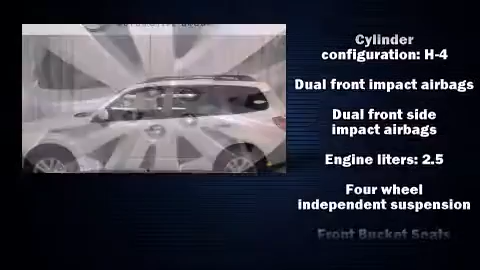 Cylinder
configuration: H-4
Dual front impact airbags
Dual front side
impact airbags
Engine liters: 2.5
Four wheel
independent suspension
Front Bucket Seats